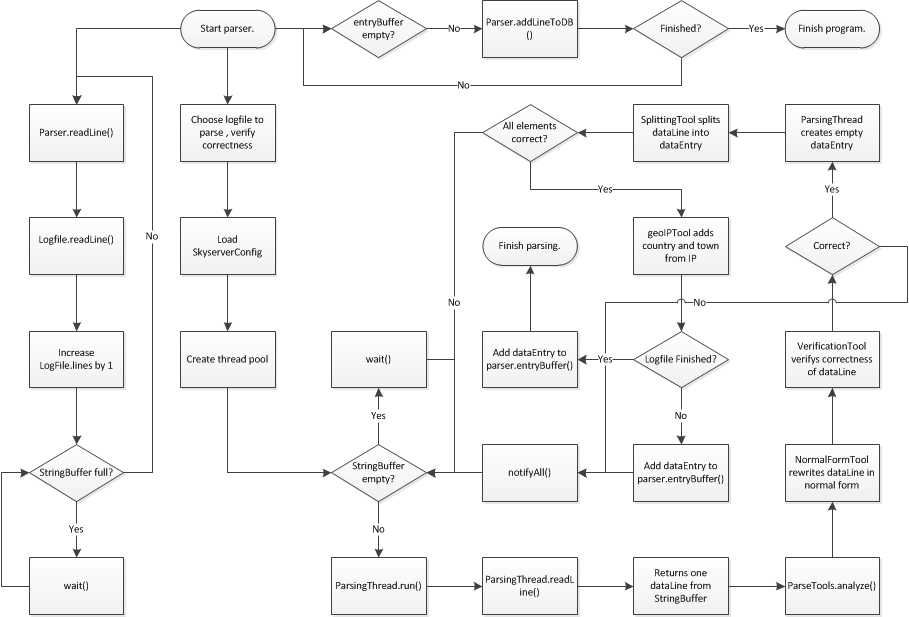 Start parser.
entryBuffer
empty?
No
Parser.addLineToDB
()
Finished?
Yes
Finish program.
No
Parser.readLine()
Choose logfile to
parse , verify
correctness
All elements
correct?
SplittingTool splits
dataLine into
dataEntry
ParsingThread
creates empty
dataEntry
Yes
Yes
Logfile.readLine()
No
Load
SkyserverConfig
Finish parsing.
geoIPTool adds
country and town
from IP
Correct?
No
No
Increase
LogFile.lines by 1
Create thread pool
wait()
Add dataEntry to
parser.entryBuffer()
Yes
Logfile Finished?
VerificationTool
verifys correctness
of dataLine
Yes
No
StringBuffer full?
StringBuffer
empty?
notifyAll()
Add dataEntry to
parser.entryBuffer()
NormalFormTool
rewrites dataLine in
normal form
Yes
No
wait()
ParsingThread.run()
ParsingThread.readL
ine()
Returns one
dataLine from
StringBuffer
ParseTools.analyze()